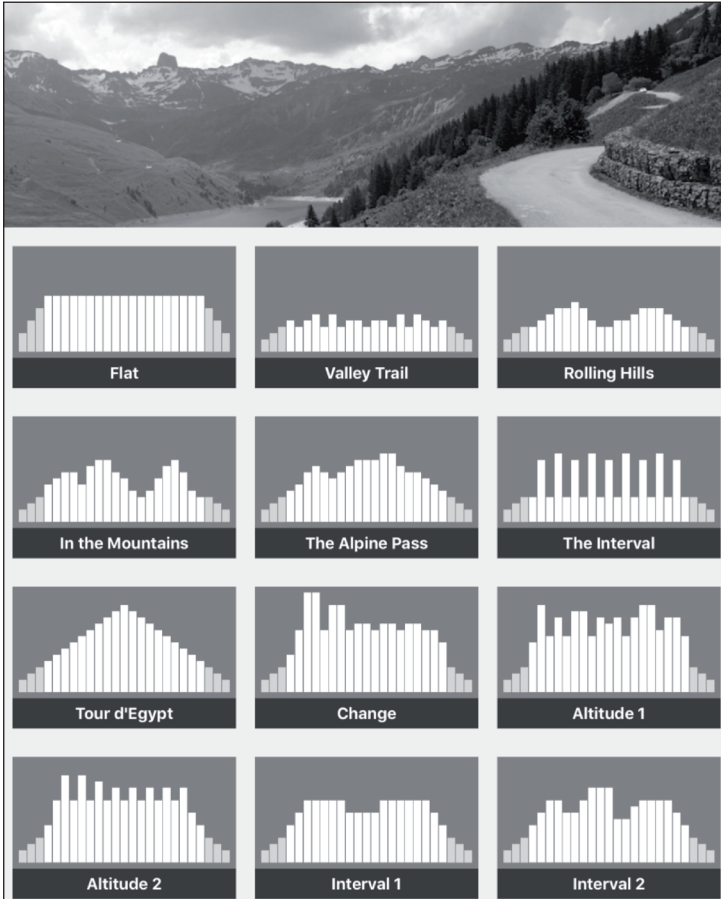 Flat
Valley Trail
Rolling Hills
In the Mountains
The Alpine Pass
The Interval
Tour d'Egypt
Change
Altitude 1
Altitude 2
Interval 1
Interval 2